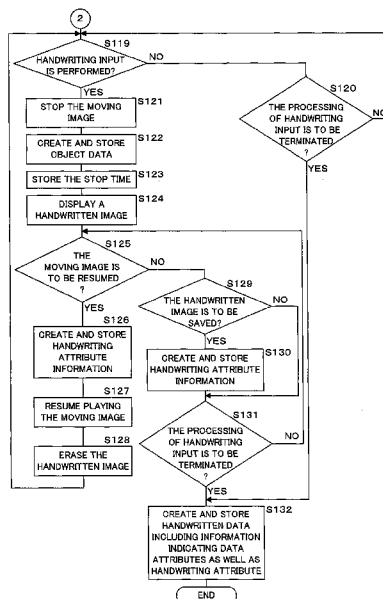 2
S119
HANDWRITING INPUT
IS PERFORMED?
NO
YES
S121
STOP THE MOVING
IMAGE
S122
CREATE AND STORE
OBJECT DATA
S123
STORE THE STOP TIME
S124
DISPLAY A
HANDWRITTEN IMAGE
S120
THE PROCESSING
OF HANDWRITING
INPUT IS TO BE
TERMINATED
?
NO
YES
S125
THE
MOVING IMAGE IS
TO BE RESUMED
?
NO
YES
S126
CREATE AND STORE
HANDWRITING
ATTRIBUTE
INFORMATION
S127
RESUME PLAYING
THE MOVING IMAGE
S128
ERASE THE
HANDWRITTEN IMAGE
S129
THE HANDWRITTEN
IMAGE IS TO BE
SAVED?
NO
YES
S130
CREATE AND STORE
HANDWRITING ATTRIBUTE
INFORMATION
S131
THE PROCESSING
OF HANDWRITING
INPUT IS TO BE
TERMINATED
?
NO
YES
S132
CREATE AND STORE
HANDWRITTEN DATA
INCLUDING INFORMATION
INDICATING DATA
ATTRIBUTES AS WELL AS
HANDWRITING ATTRIBUTE
END